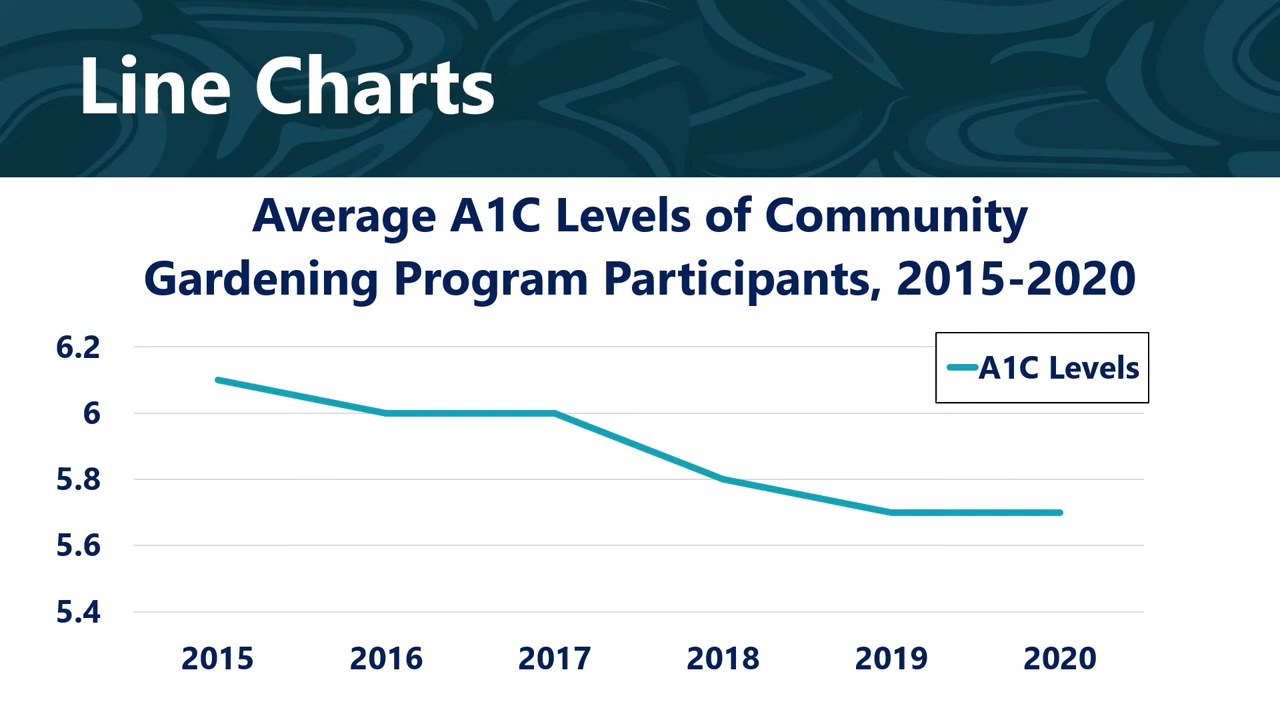 Line Charts
Average A1C Levels of Community
Gardening Program Participants, 2015-2020
6.2
A1C Levels
6
5.8
5.6
5.4
2015 2016 2017 2018 2019 2020